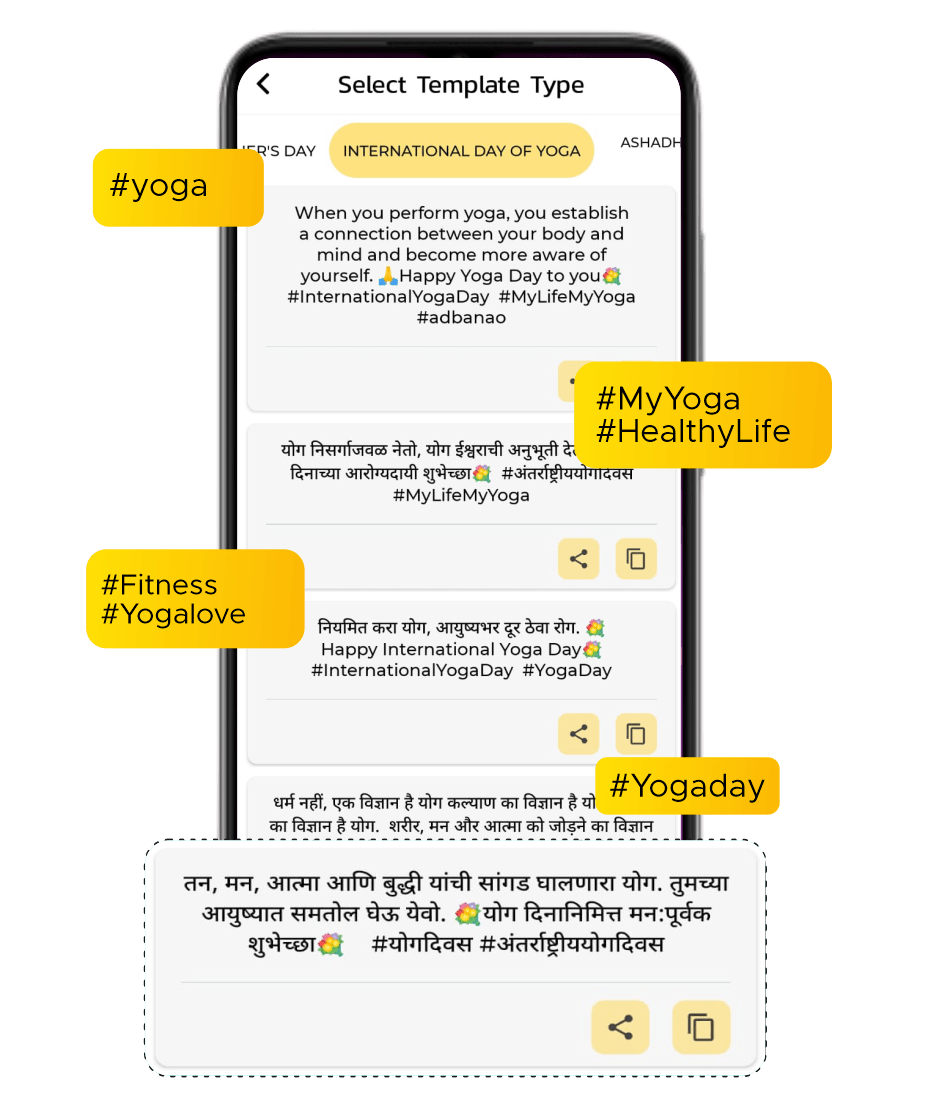 Select Template Type
ER'S DAY
INTERNATIONAL DAY OF YOGA
ASHADH
#yoga
When you perform yoga, you establish
a connection between your body and
mind and become more aware of
yourself. 🙏Happy Yoga Day to you💐
#InternationalYogaDay #MyLifeMyYoga
#adbanao
#MyYoga
#HealthyLife
योग निसर्गाजवळ नेतो, योग ईश्वराची अनुभूती
दिनाच्या आरोग्यदायी शुभेच्छा💐 #अंतर्राष्ट्रीययोगदिवस
#MyLifeMyYoga
#Fitness
#Yogalove
नियमित करा योग, आयुष्यभर दूर ठेवा रोग. 💐
Happy International Yoga Day💐
#InternationalYogaDay #YogaDay
#Yogaday
धर्म नहीं, एक विज्ञान है योग कल्याण का विज्ञान है
का विज्ञान है योग. शरीर, मन और आत्मा को जोड़ने का विज्ञान
तन, मन, आत्मा आणि बुद्धी यांची सांगड घालणारा योग. तुमच्या
आयुष्यात समतोल घेऊ येवो. 💐योग दिनानिमित्त मन:पूर्वक
शुभेच्छा💐 #योगदिवस #अंतर्राष्ट्रीययोगदिवस